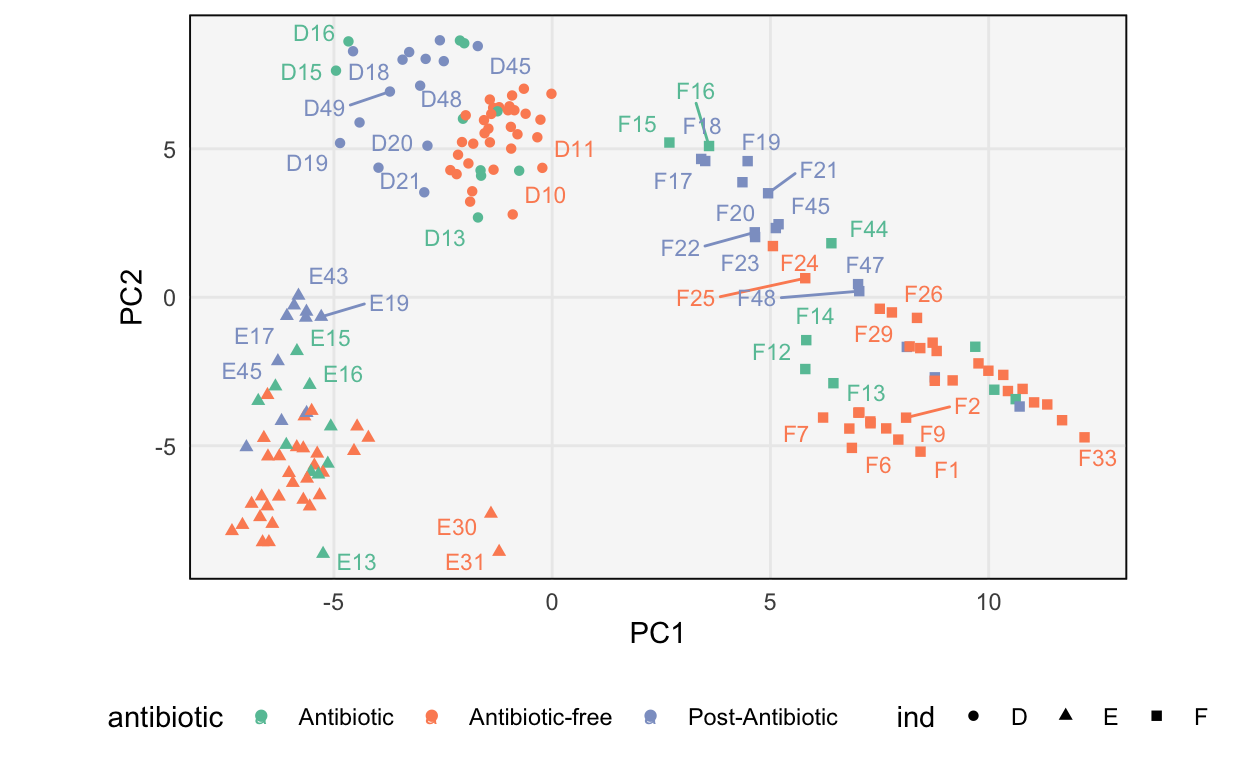 D16
D15
D18
D45
D49
D48
D19
D20
D21
D11
D10
D13
F16
F15
F18
F19
F17
F21
F20
F45
F22
F23
F44
F24
F47
F25
F48
F26
F14
F29
F12
F13
F2
F7
F9
F6
F1
F33
E43
E19
E17
E15
E45
E16
E30
E31
E13
5
0
-5
PC2
-5
0
5
10
PC1
antibiotic Antibiotic Antibiotic-free Post-Antibiotic ind D E F